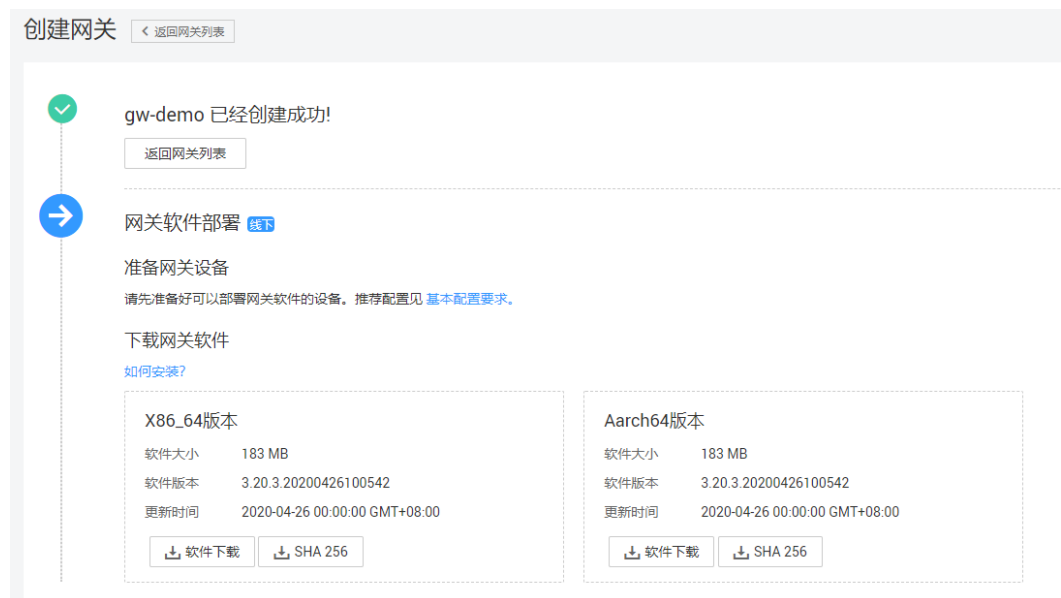 创建网关 < 返回网关列表
gw-demo 已经创建成功!
返回网关列表
网关软件部署 线下
准备网关设备
请先准备好可以部署网关软件的设备。推荐配置见 基本配置要求。
下载网关软件
如何安装?
X86_64版本
软件大小 183 MB
软件版本 3.20.3.20200426100542
更新时间 2020-04-26 00:00:00 GMT+08:00
软件下载 SHA 256
Aarch64版本
软件大小 183 MB
软件版本 3.20.3.20200426100542
更新时间 2020-04-26 00:00:00 GMT+08:00
软件下载 SHA 256